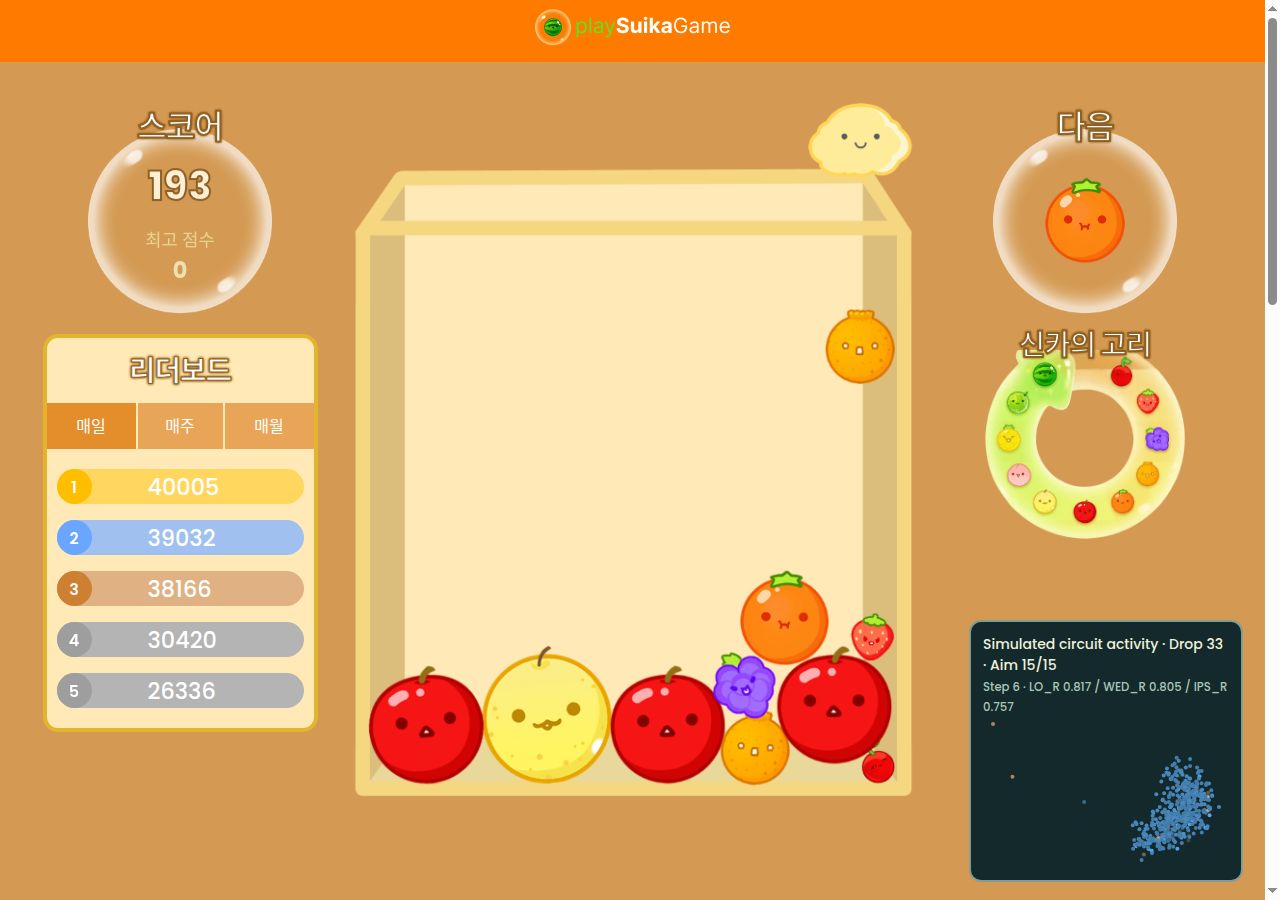 playSuikaGame
스코어
193
최고 점수
0
리더보드
매일 매주 매월
1 40005
2 39032
3 38166
4 30420
5 26336
다음
신카의 고리
Simulated circuit activity · Drop 33
· Aim 15/15
Step 6 · LO_R 0.817 / WED_R 0.805 / IPS_R
0.757